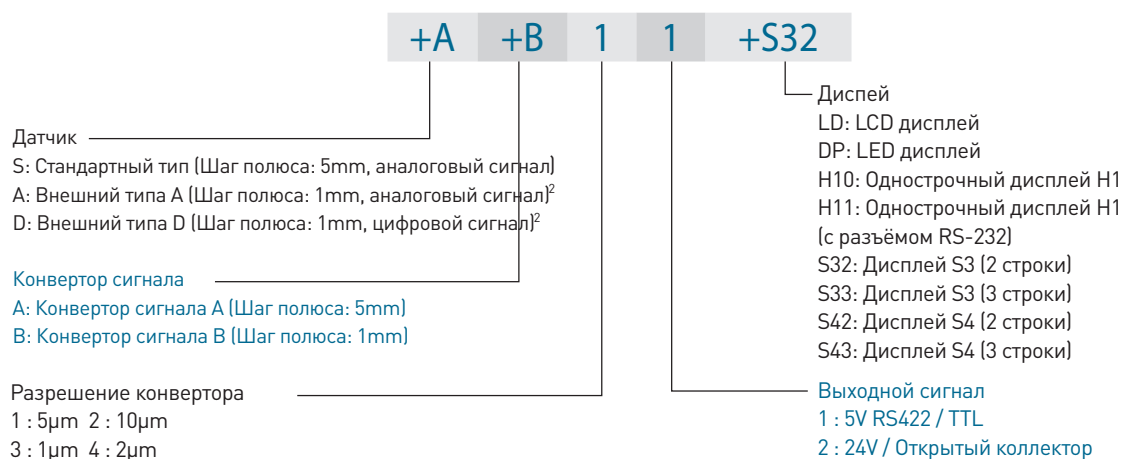 +A +B 1 1 +S32
Датчик
S: Стандартный тип (Шаг полюса: 5mm, аналоговый сигнал)
A: Внешний типа A (Шаг полюса: 1mm, аналоговый сигнал)²
D: Внешний типа D (Шаг полюса: 1mm, цифровой сигнал)²
Конвертор сигнала
A: Конвертор сигнала A (Шаг полюса: 5mm)
B: Конвертор сигнала B (Шаг полюса: 1mm)
Разрешение конвертора
1 : 5µm 2 : 10µm
3 : 1µm 4 : 2µm
Диспей
LD: LCD дисплей
DP: LED дисплей
H10: Однострочный дисплей H1
H11: Однострочный дисплей H1
(с разъёмом RS-232)
S32: Дисплей S3 (2 строки)
S33: Дисплей S3 (3 строки)
S42: Дисплей S4 (2 строки)
S43: Дисплей S4 (3 строки)
Выходной сигнал
1 : 5V RS422 / TTL
2 : 24V / Открытый коллектор